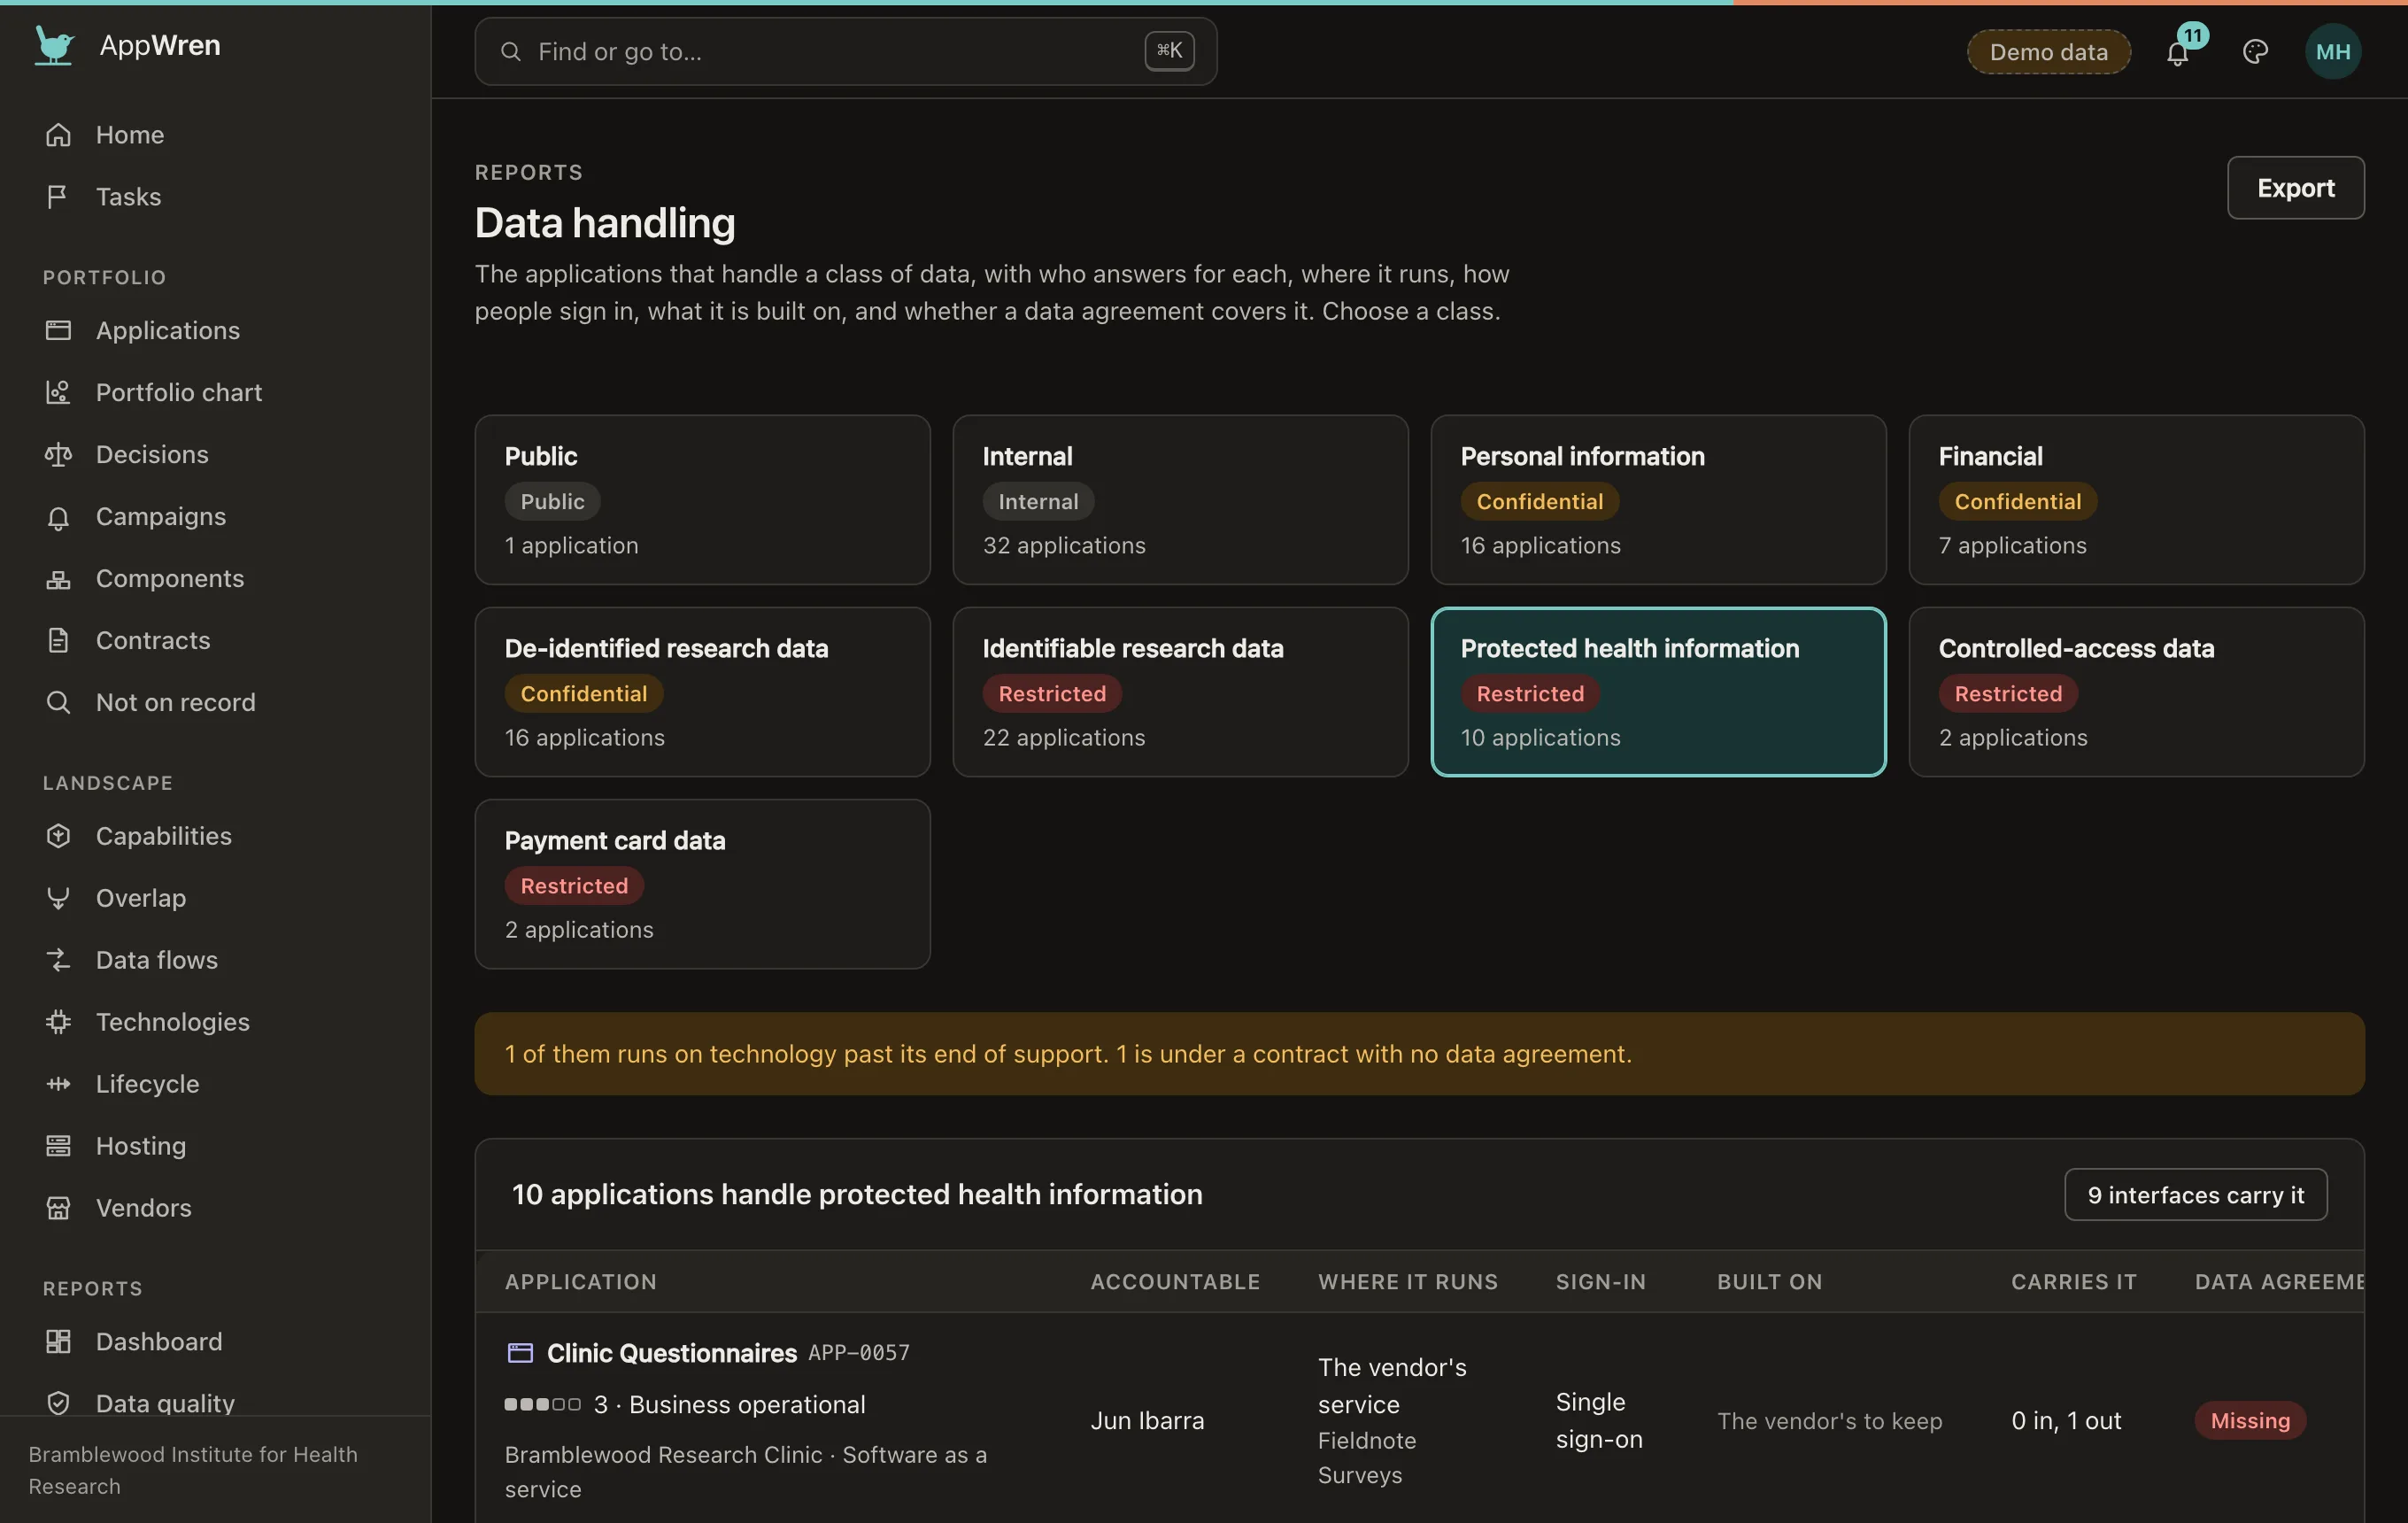 AppWren
Find or go to...
⌘K
Demo data
11
MH
Home
Tasks
PORTFOLIO
Applications
Portfolio chart
Decisions
Campaigns
Components
Contracts
Not on record
LANDSCAPE
Capabilities
Overlap
Data flows
Technologies
Lifecycle
Hosting
Vendors
REPORTS
Dashboard
Data quality
Bramblewood Institute for Health
Research
REPORTS
Data handling
Export
The applications that handle a class of data, with who answers for each, where it runs, how
people sign in, what it is built on, and whether a data agreement covers it. Choose a class.
Public
Public
1 application
Internal
Internal
32 applications
Personal information
Confidential
16 applications
Financial
Confidential
7 applications
De-identified research data
Confidential
16 applications
Identifiable research data
Restricted
22 applications
Protected health information
Restricted
10 applications
Controlled-access data
Restricted
2 applications
Payment card data
Restricted
2 applications
1 of them runs on technology past its end of support. 1 is under a contract with no data agreement.
10 applications handle protected health information
9 interfaces carry it
APPLICATION ACCOUNTABLE WHERE IT RUNS SIGN-IN BUILT ON CARRIES IT DATA AGREEME
Clinic Questionnaires APP-0057
3 · Business operational
Bramblewood Research Clinic · Software as a
service
Jun Ibarra
The vendor's
service
Fieldnote
Surveys
Single
sign-on
The vendor's to keep
0 in, 1 out
Missing